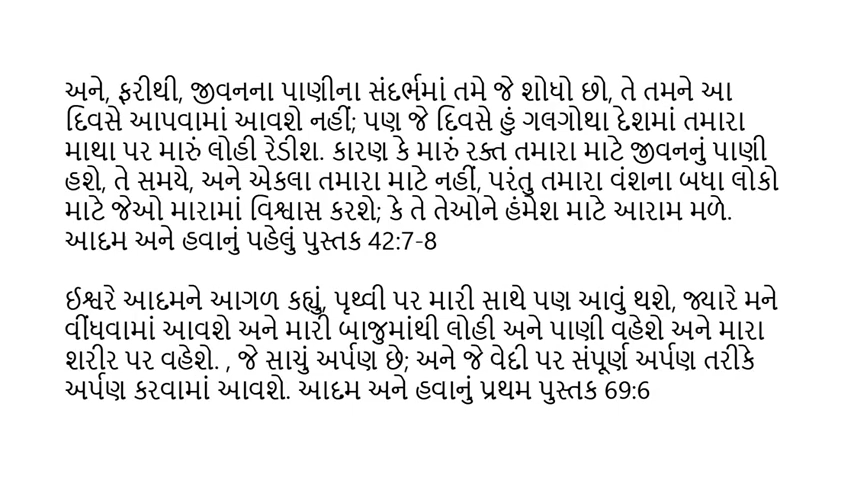 અને, ફરીથી, જીવનના પાણીના સંદર્ભમાં તમે જે શોધો છો, તે તમને આ
દિવસે આપવામાં આવશે નહીં; પણ જે દિવસે હું ગલગોથા દેશમાં તમારા
માથા પર મારું લોહી રેડીશ. કારણ કે મારું રક્ત તમારા માટે જીવનનું પાણી
હશે, તે સમયે, અને એકલા તમારા માટે નહીં, પરંતુ તમારા વંશના બધા લોકો
માટે જેઓ મારામાં વિશ્વાસ કરશે; કે તે તેઓને હંમેશ માટે આરામ મળે.
આદમ અને હવાનું પહેલું પુસ્તક 42:7-8
ઈશ્વરે આદમને આગળ કહ્યું, પૃથ્વી પર મારી સાથે પણ આવું થશે, જ્યારે મને
વીંધવામાં આવશે અને મારી બાજુમાંથી લોહી અને પાણી વહેશે અને મારા
શરીર પર વહેશે. , જે સાચું અર્પણ છે; અને જે વેદી પર સંપૂર્ણ અર્પણ તરીકે
અર્પણ કરવામાં આવશે. આદમ અને હવાનું પ્રથમ પુસ્તક 69:6